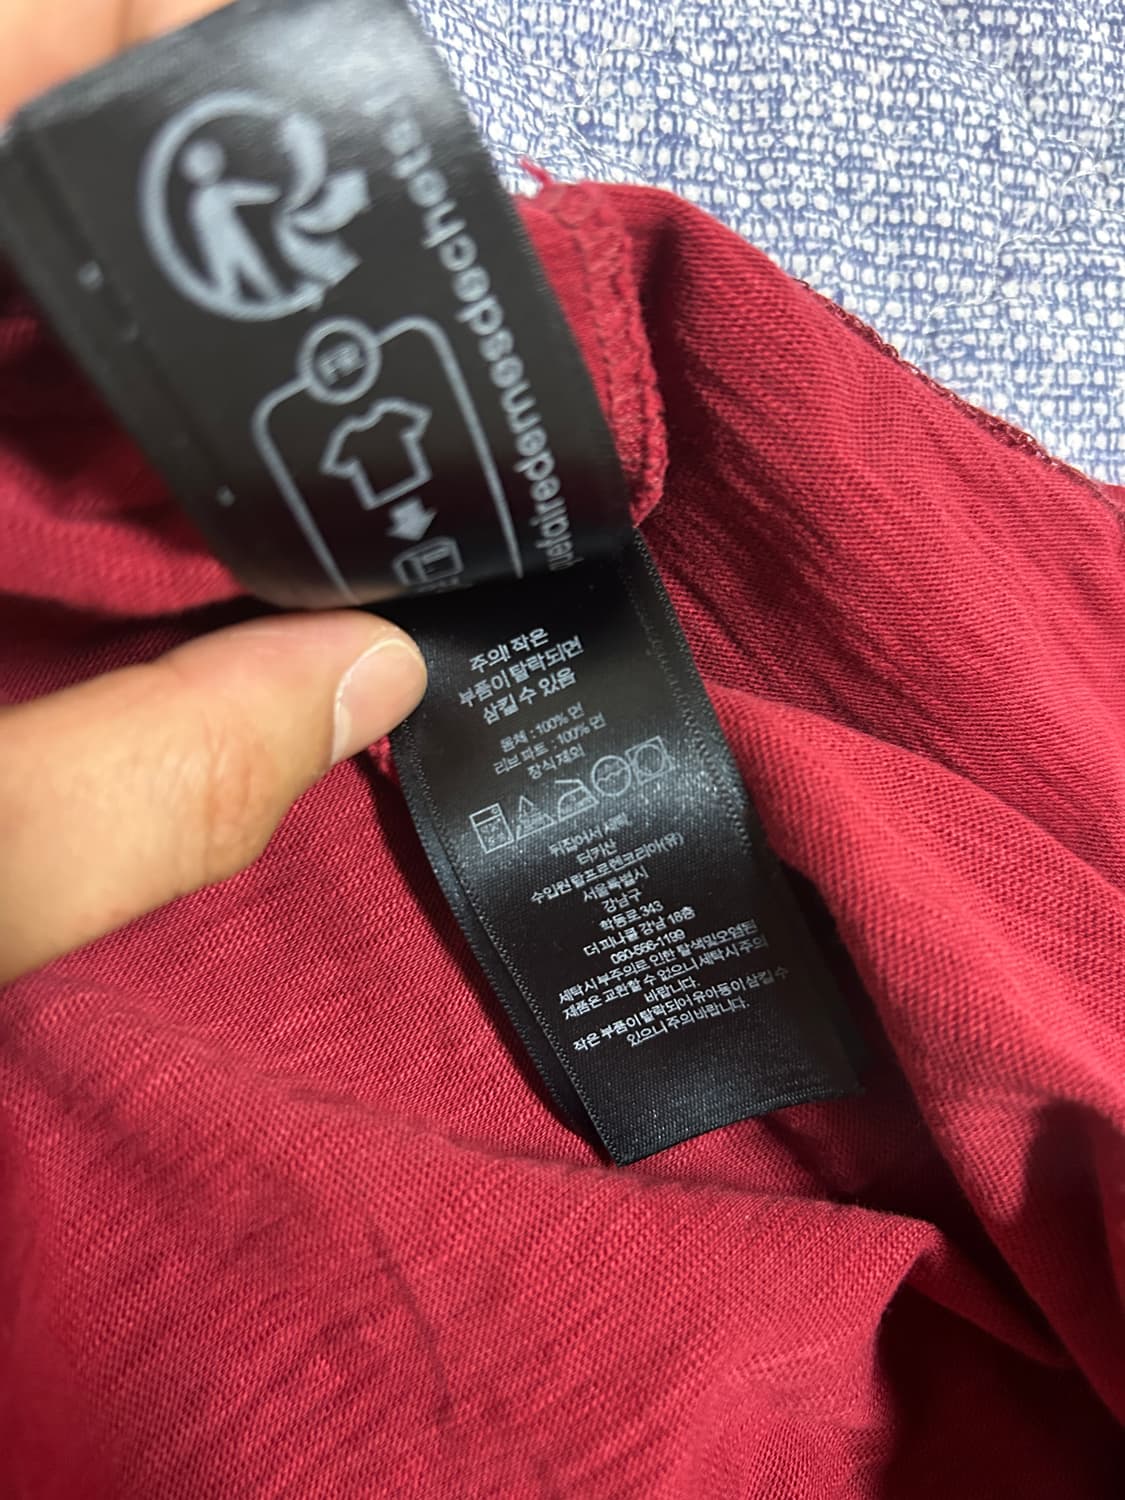 quefairedemesdechets.
FR
주의! 작은
부품이 탈락되면
삼킬 수 있음
몸체 : 100% 면
리브 파트 : 100% 면
장식 제외
뒤집어서 세탁
터키산
수입원 랄프로렌코리아(유)
서울특별시
강남구
학동로 343
더 피나클 강남 18층
080-566-1199
세탁시 부주의로 인한 탈색 및 오염된
제품은 교환할 수 없으니 세탁시 주의
바랍니다.
작은 부품이 탈락되어 유아동이 삼킬 수
있으니 주의 바랍니다.